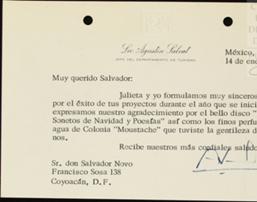 Lic Agustín Salvat
JEFE DEL DEPARTAMENTO DE TURISMO
México,
14 de ene
Muy querido Salvador:
Julieta y yo formulamos muy sinceros
por el éxito de tus proyectos durante el año que se inici
expresamos nuestro agradecimiento por el bello disco "
Sonetos de Navidad y Poesías" así como los finos perfu
agua de Colonia "Moustache" que tuviste la gentileza d
nos.
Recibe nuestros más cordiales saludo
Sr. don Salvador Novo
Francisco Sosa 138
Coyoacán, D. F.